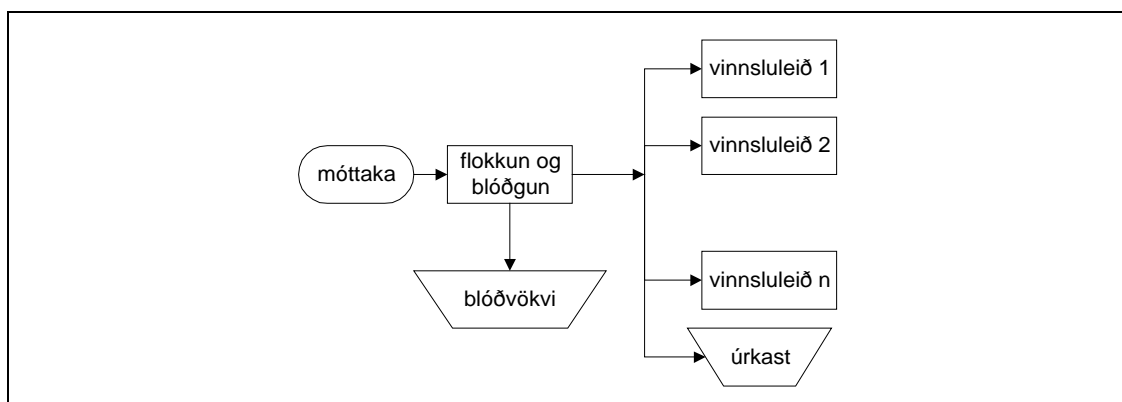 móttaka
flokkun og
blóðgun
blóðvökvi
vinnsluleið 1
vinnsluleið 2
vinnsluleið n
úrkast